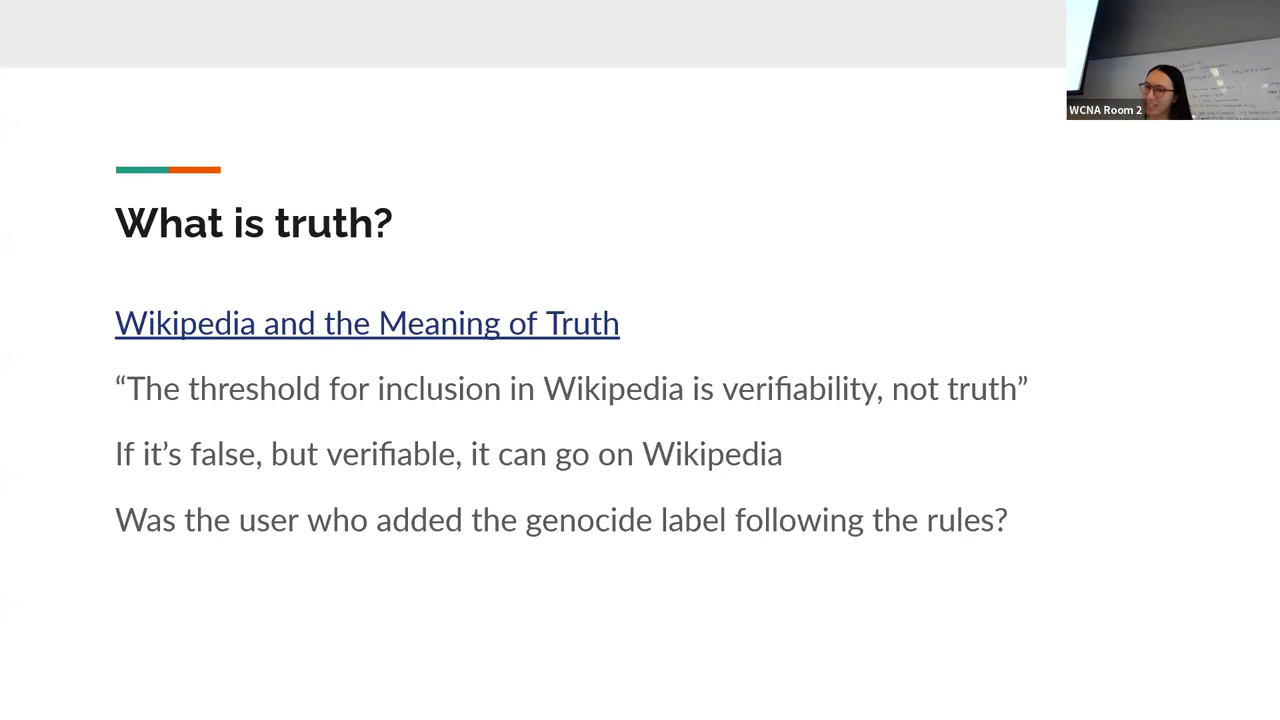 WCNA Room 2
What is truth?
Wikipedia and the Meaning of Truth
“The threshold for inclusion in Wikipedia is verifiability, not truth”
If it’s false, but verifiable, it can go on Wikipedia
Was the user who added the genocide label following the rules?